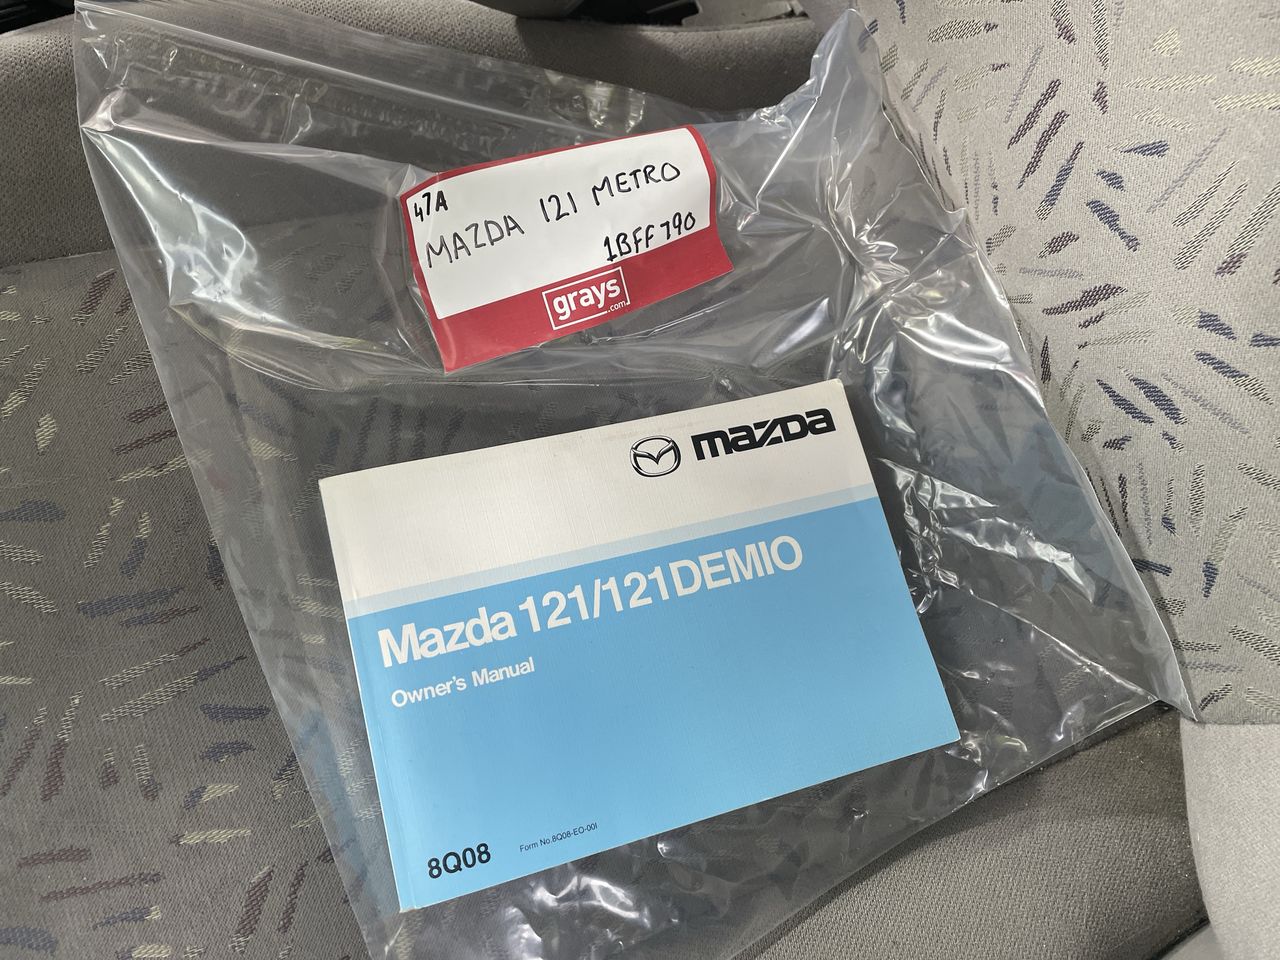 47A
MAZDA 121 METRO
1BFF790
grays
.com
mazda
Mazda 121/121DEMIO
Owner's Manual
8Q08
Form No.8Q08-EO-00I